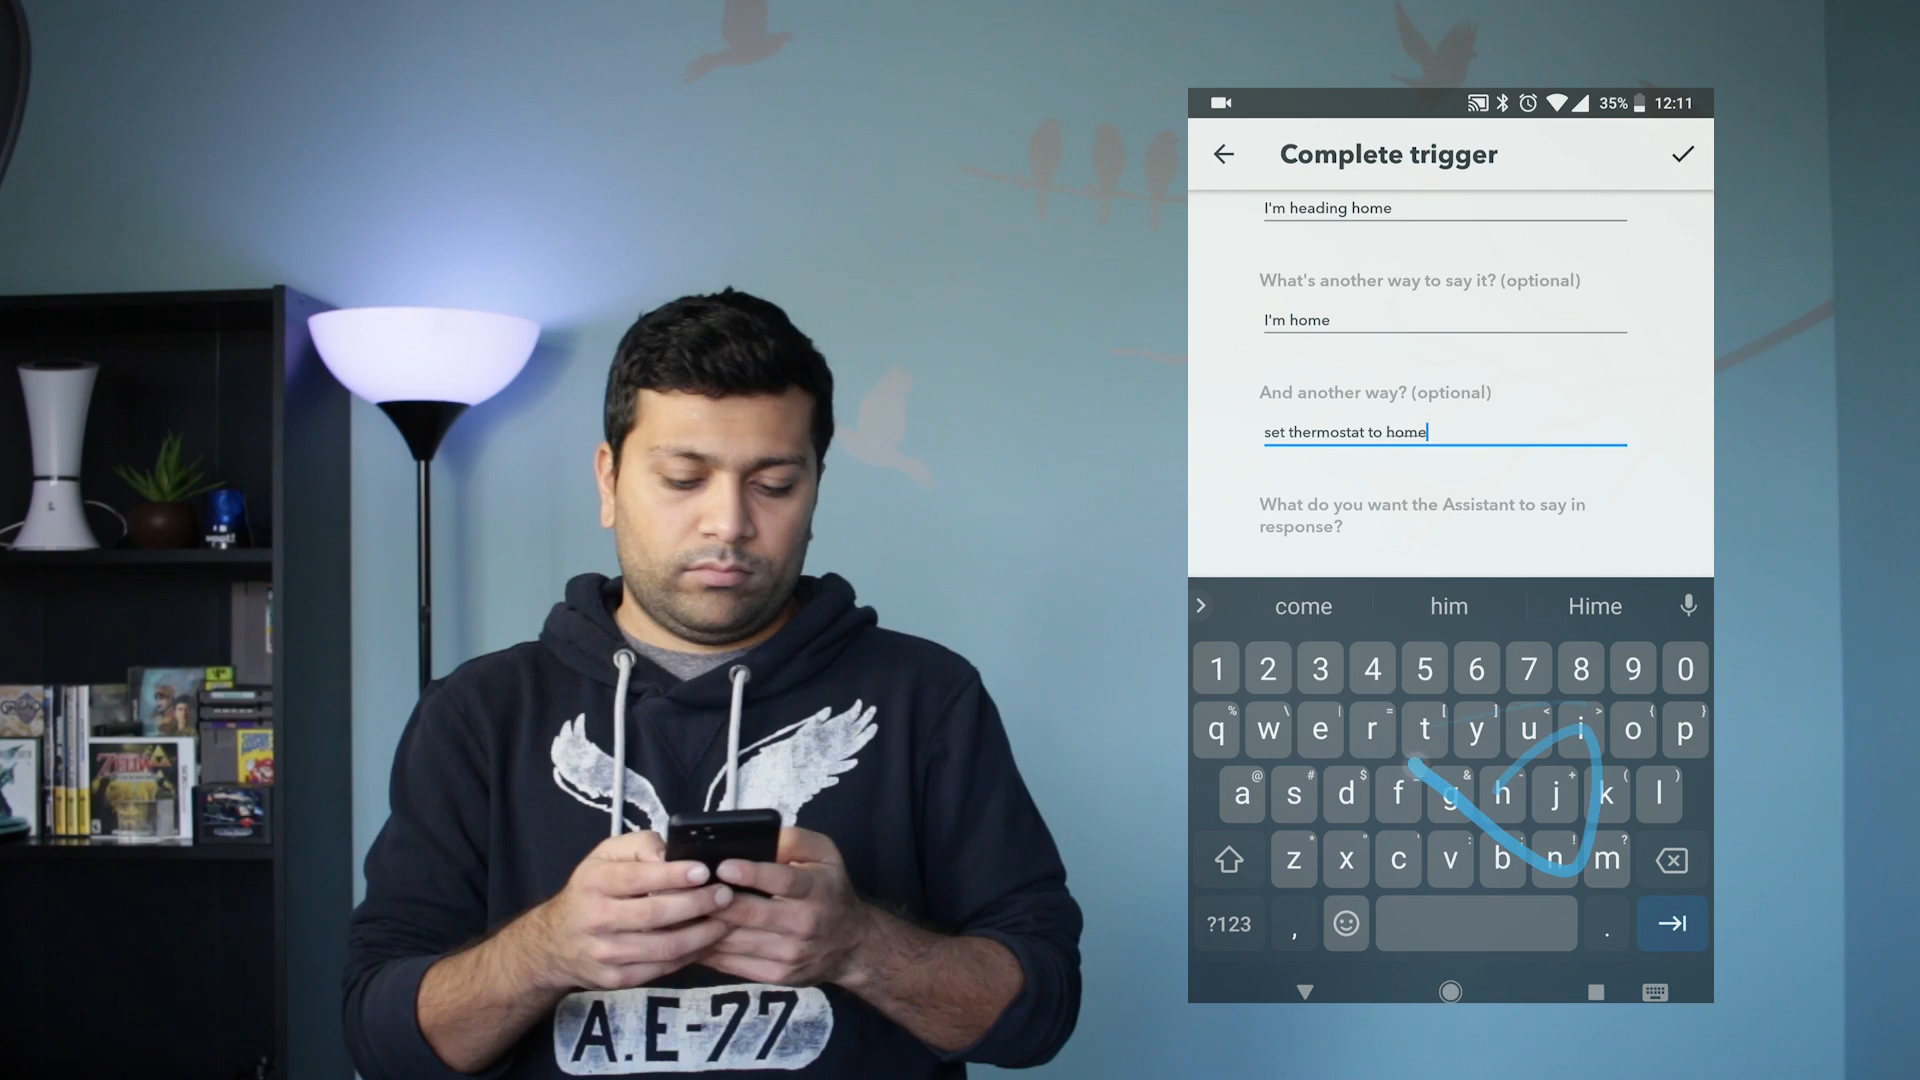 35% 12:11
Complete trigger
I'm heading home
What's another way to say it? (optional)
I'm home
And another way? (optional)
set thermostat to home
What do you want the Assistant to say in
response?
come him Hime
1 2 3 4 5 6 7 8 9 0
% \ | = [ ] < > { }
q w e r t y u i o p
@ # $ _ & - + ( )
a s d f g h j k l
* " ' : ; ! ?
z x c v b n m
?123 , .
woot!
ZELDA
A.E-77